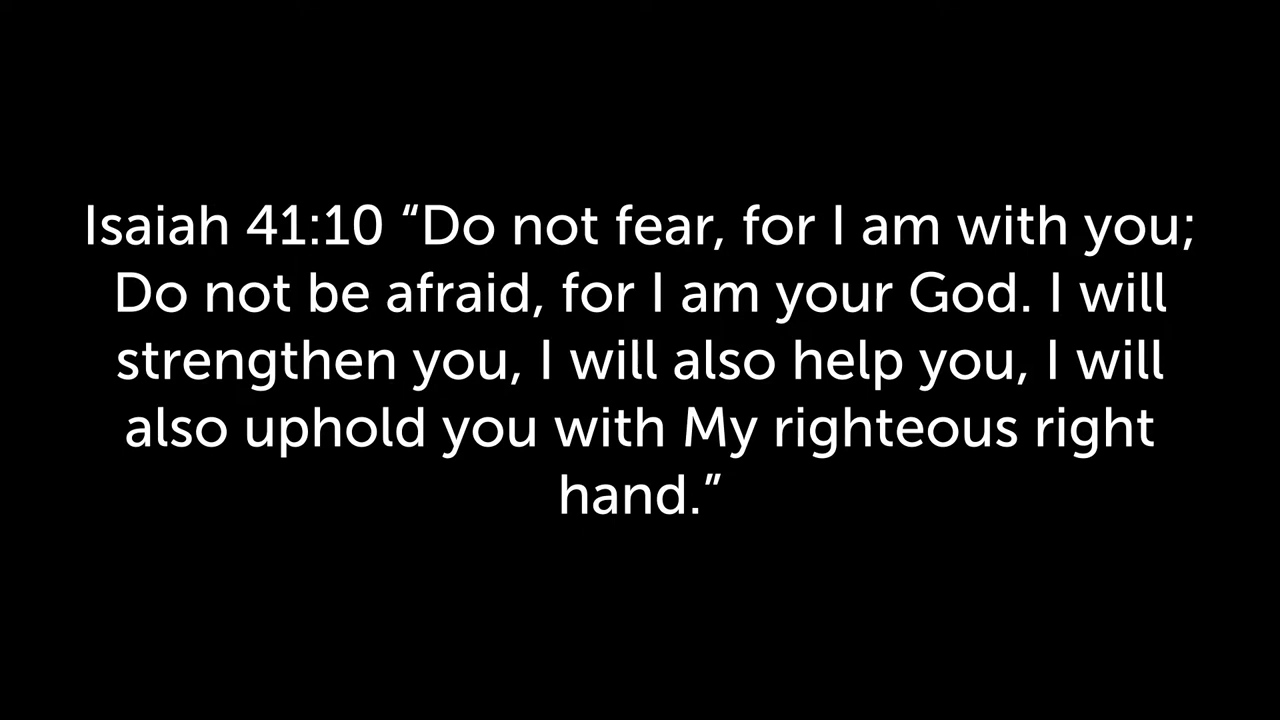 Isaiah 41:10 “Do not fear, for I am with you;
Do not be afraid, for I am your God. I will
strengthen you, I will also help you, I will
also uphold you with My righteous right
hand.”